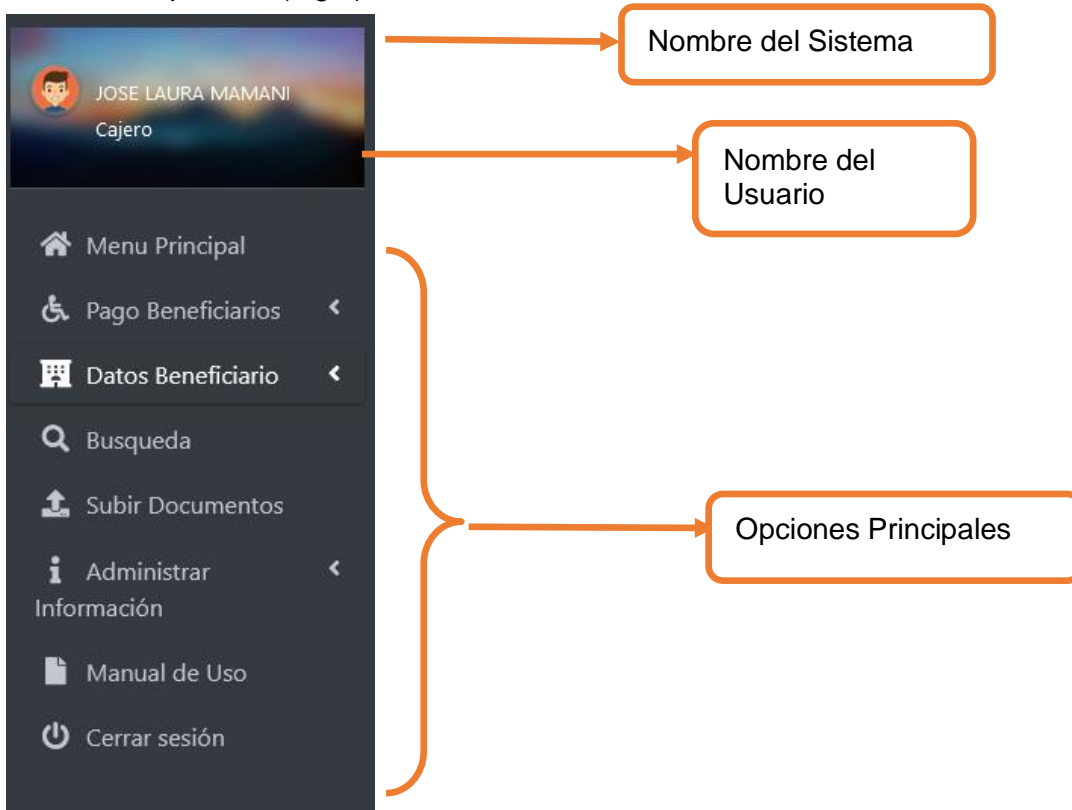 Nombre del Sistema
JOSE LAURA MAMANI
Cajero
Nombre del
Usuario
Menu Principal
Pago Beneficiarios
Datos Beneficiario
Busqueda
Subir Documentos
Opciones Principales
Administrar
Información
Manual de Uso
Cerrar sesión